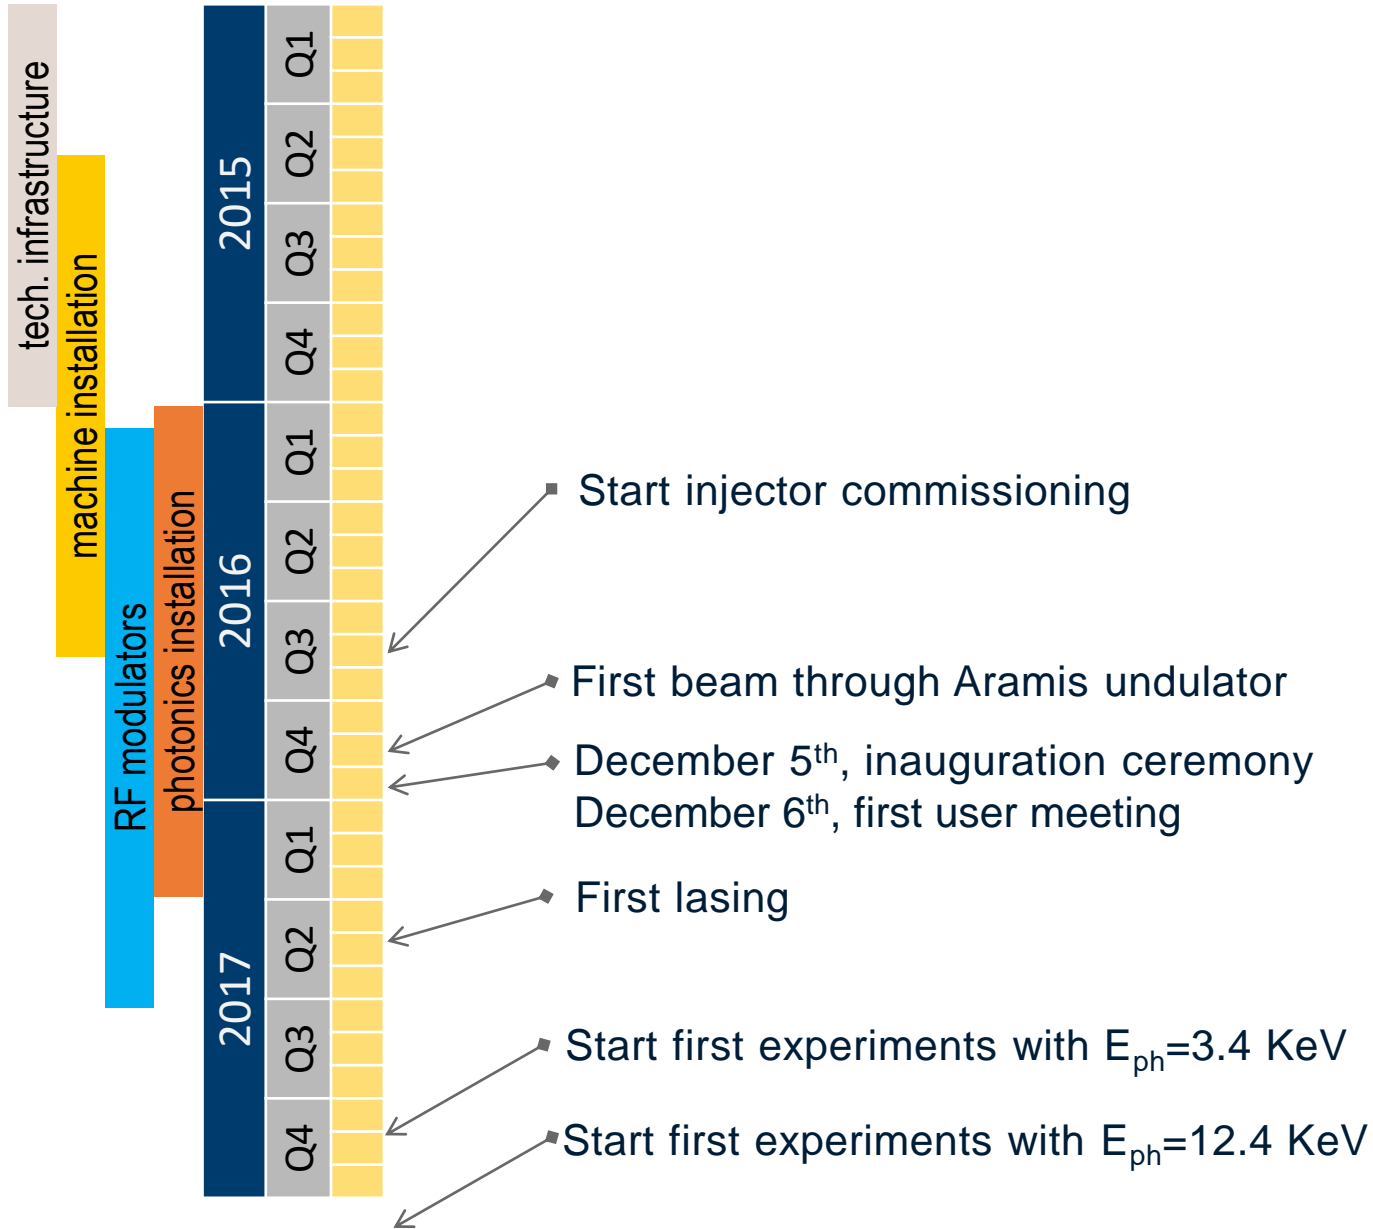 tech. infrastructure
machine installation
RF modulators
photonics installation
2015
Q1
Q2
Q3
Q4
2016
Q1
Q2
Q3
Q4
2017
Q1
Q2
Q3
Q4
Start injector commissioning
First beam through Aramis undulator
December 5th, inauguration ceremony
December 6th, first user meeting
First lasing
Start first experiments with Eph=3.4 KeV
Start first experiments with Eph=12.4 KeV